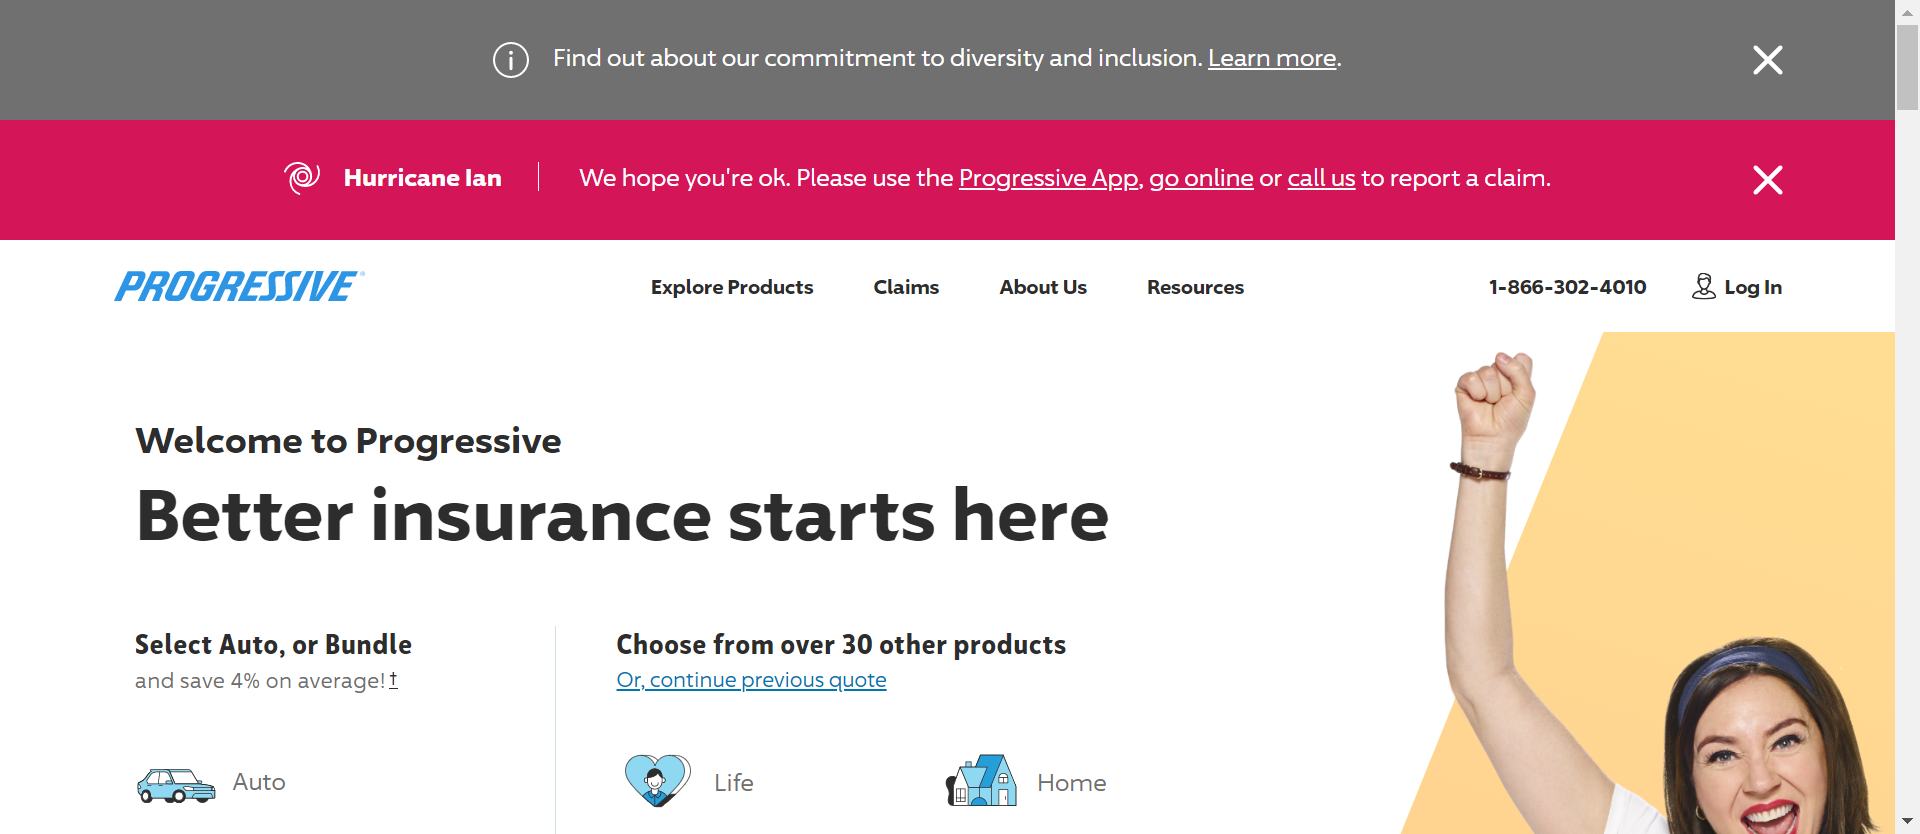 Find out about our commitment to diversity and inclusion. Learn more.
Hurricane Ian
We hope you're ok. Please use the Progressive App, go online or call us to report a claim.
PROGRESSIVE®
Explore Products
Claims
About Us
Resources
1-866-302-4010
Log In
Welcome to Progressive
Better insurance starts here
Select Auto, or Bundle
and save 4% on average!†
Choose from over 30 other products
Or, continue previous quote
Auto
Life
Home